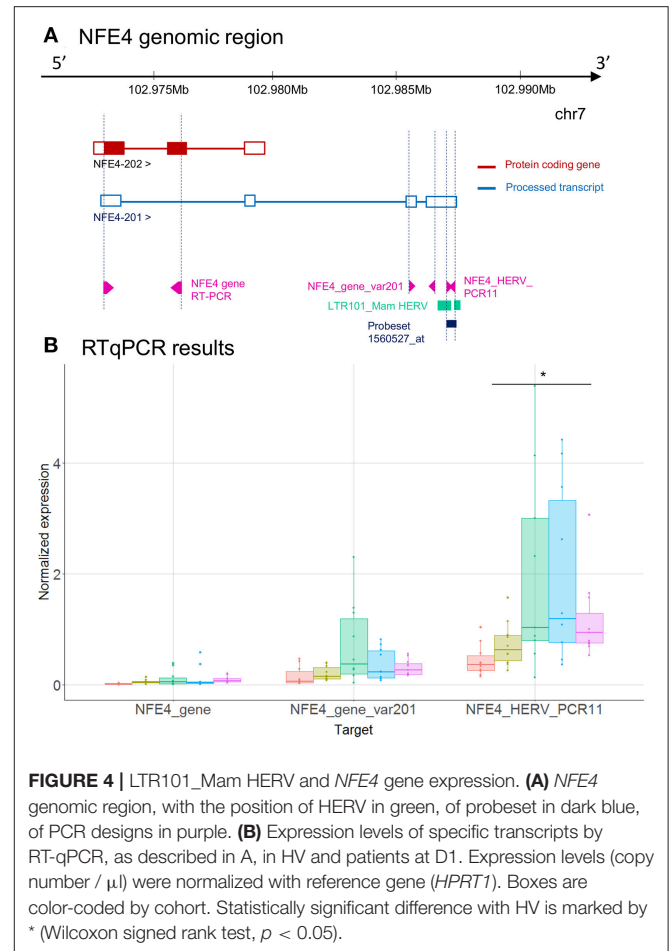 A NFE4 genomic region
5’ 3’
102.975Mb 102.980Mb 102.985Mb 102.990Mb
chr7
NFE4-202 >
Protein coding gene
NFE4-201 >
Processed transcript
NFE4 gene
RT-PCR
NFE4_gene_var201
NFE4_HERV_
PCR11
LTR101_Mam HERV
Probeset
1560527_at
B RTqPCR results
*
Normalized expression
4
2
0
NFE4_gene NFE4_gene_var201 NFE4_HERV_PCR11
Target
FIGURE 4 | LTR101_Mam HERV and NFE4 gene expression. (A) NFE4
genomic region, with the position of HERV in green, of probeset in dark blue,
of PCR designs in purple. (B) Expression levels of specific transcripts by
RT-qPCR, as described in A, in HV and patients at D1. Expression levels (copy
number / μl) were normalized with reference gene (HPRT1). Boxes are
color-coded by cohort. Statistically significant difference with HV is marked by
* (Wilcoxon signed rank test, p < 0.05).